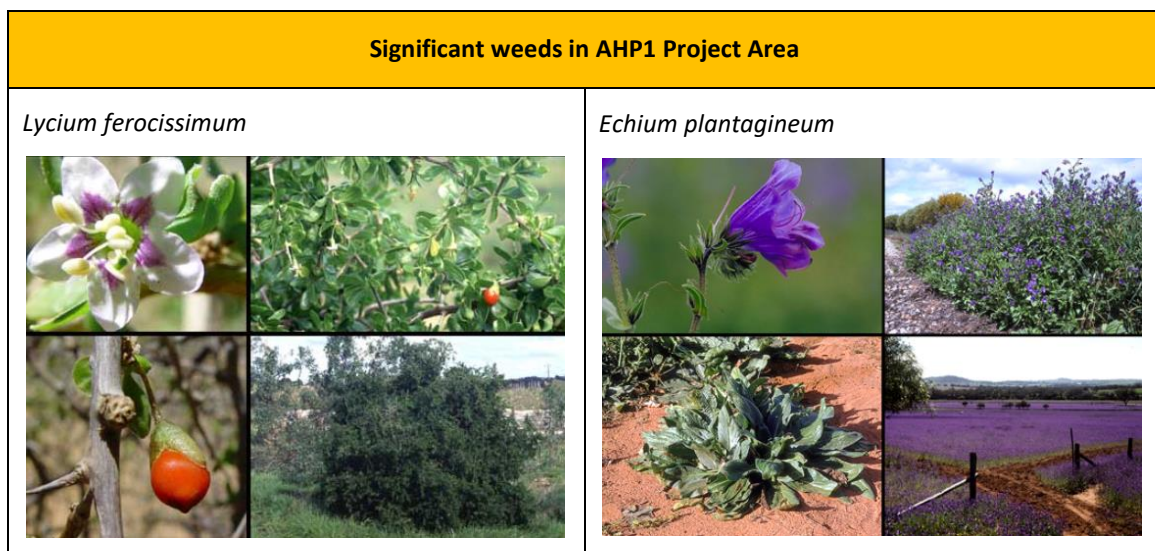 Significant weeds in AHP1 Project Area
Lycium ferocissimum
Echium plantagineum